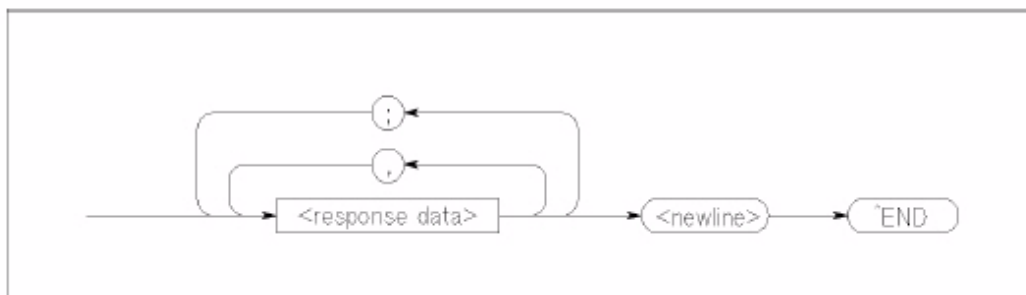 ;
,
<response data> <newline> ^END